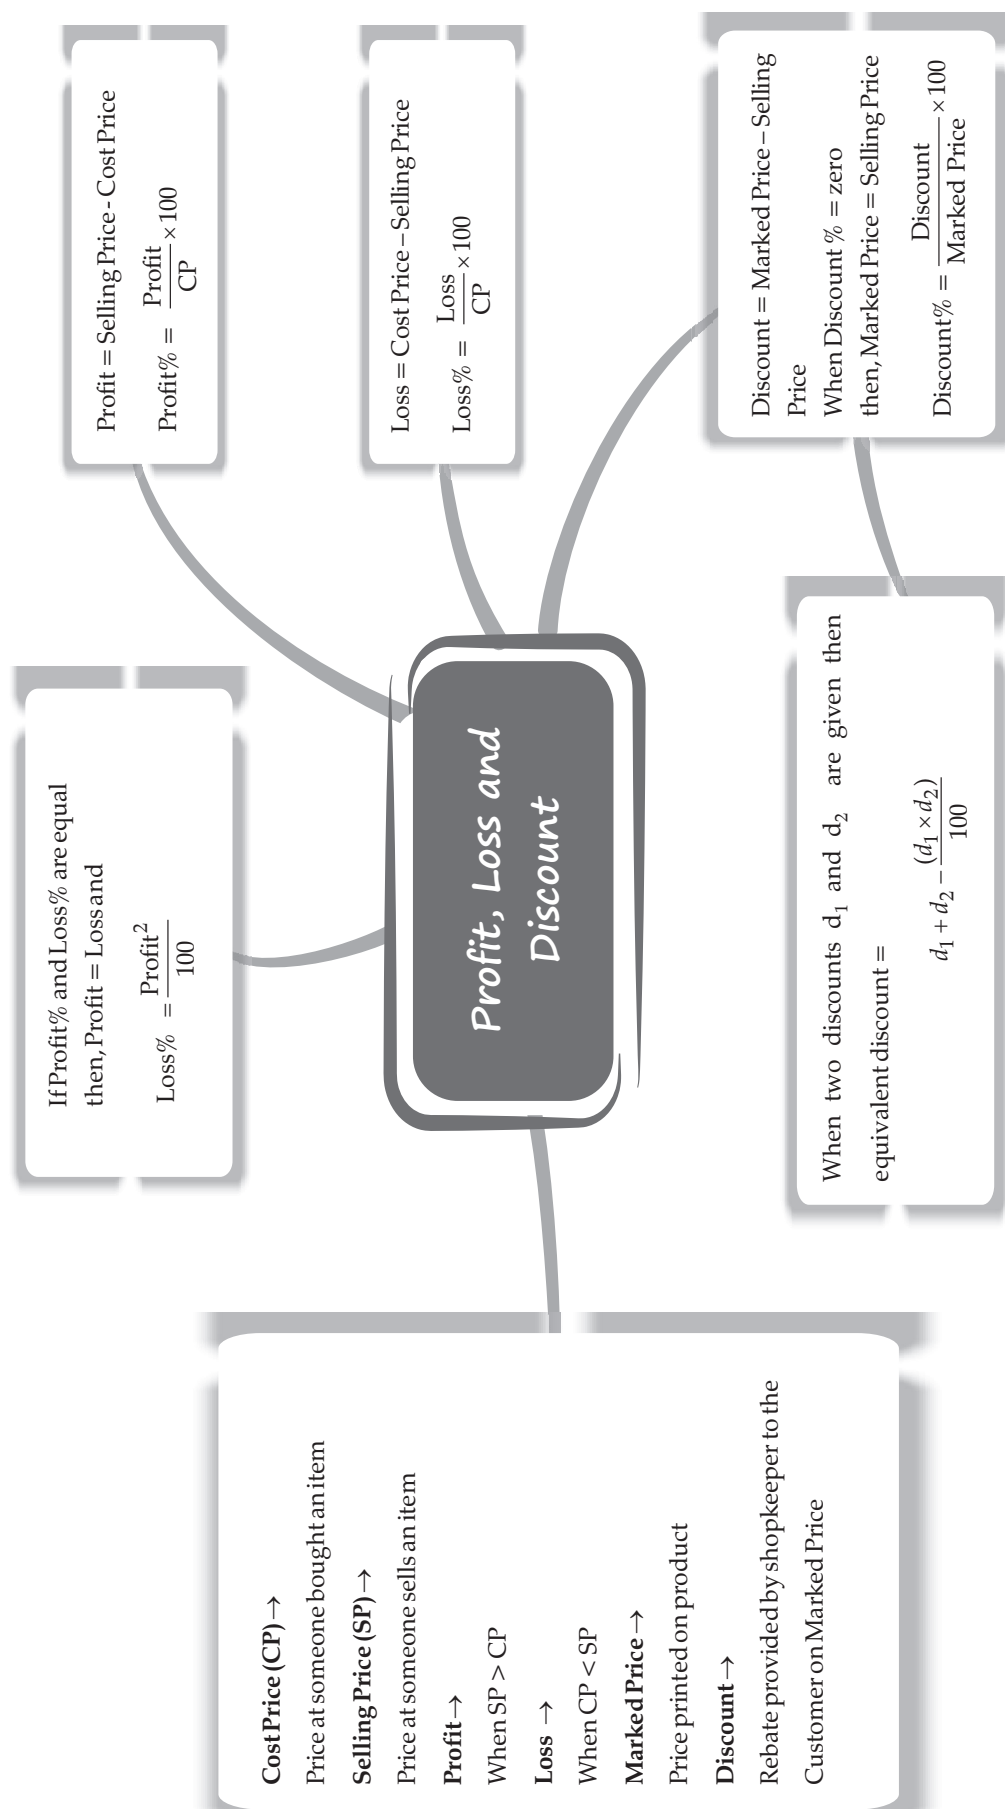 Profit, Loss and
Discount
Cost Price (CP) →
Price at someone bought an item
Selling Price (SP) →
Price at someone sells an item
Profit →
When SP > CP
Loss →
When CP < SP
Marked Price →
Price printed on product
Discount →
Rebate provided by shopkeeper to the
Customer on Marked Price
If Profit% and Loss% are equal
then, Profit = Loss and
Loss% = Profit²/100
Profit = Selling Price - Cost Price
Profit% = Profit/CP ×100
Loss = Cost Price – Selling Price
Loss% = Loss/CP ×100
Discount = Marked Price – Selling
Price
When Discount % = zero
then, Marked Price = Selling Price
Discount% = Discount/Marked Price ×100
When two discounts d₁ and d₂ are given then
equivalent discount =
d₁ + d₂ − (d₁ × d₂)/100